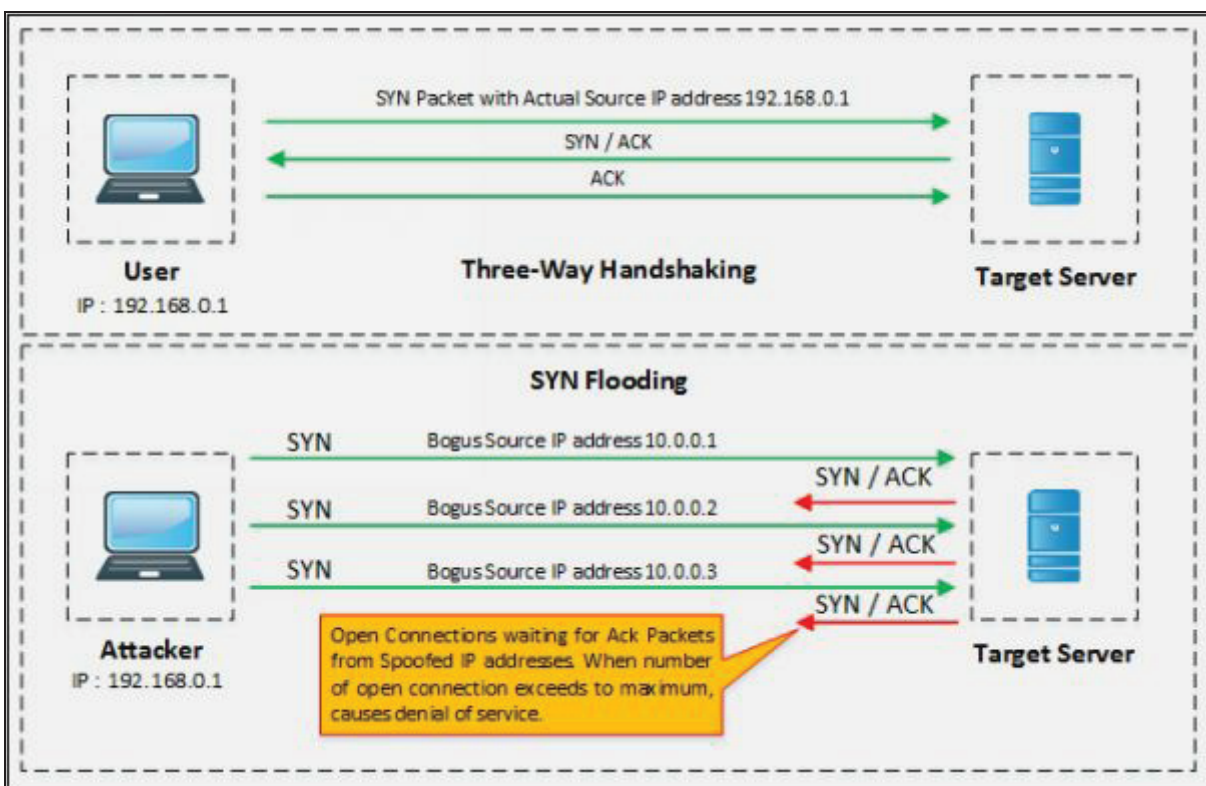 SYN Packet with Actual Source IP address 192.168.0.1
SYN / ACK
ACK
User
IP : 192.168.0.1
Three-Way Handshaking
Target Server
SYN Flooding
SYN
Bogus Source IP address 10.0.0.1
SYN / ACK
SYN
Bogus Source IP address 10.0.0.2
SYN / ACK
SYN
Bogus Source IP address 10.0.0.3
SYN / ACK
Attacker
IP : 192.168.0.1
Open Connections waiting for Ack Packets
from Spoofed IP addresses. When number
of open connection exceeds to maximum,
causes denial of service.
Target Server